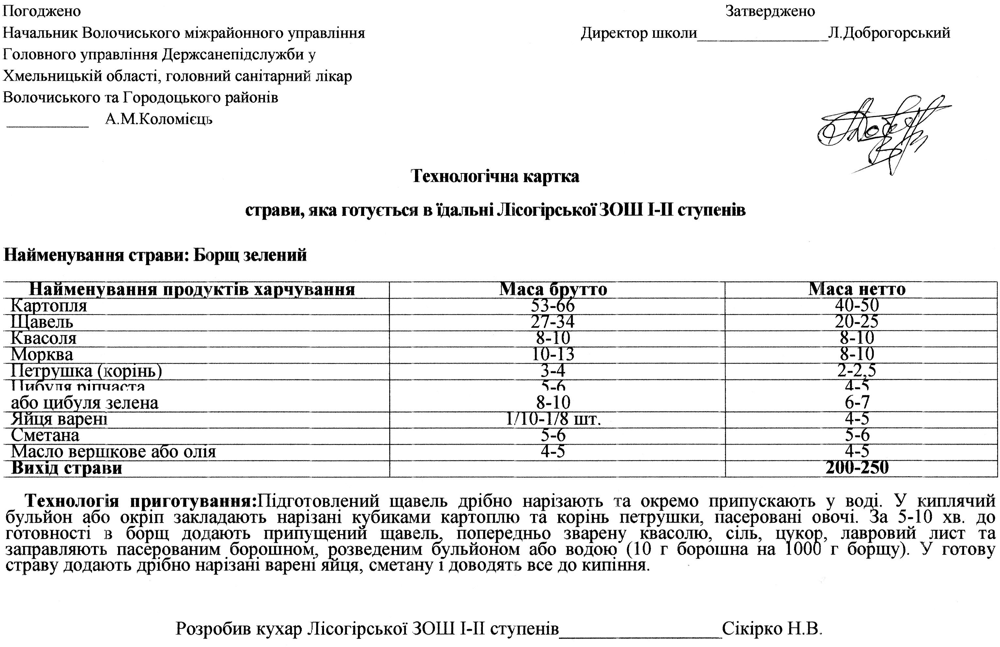 Погоджено Затверджено
Начальник Волочиського міжрайонного управління Директор школи________________Л.Доброгорський
Головного управління Держсанепідслужби у
Хмельницькій області, головний санітарний лікар
Волочиського та Городоцького районів
__________ А.М.Коломієць
Технологічна картка
страви, яка готується в їдальні Лісогірської ЗОШ І-ІІ ступенів
Найменування страви: Борщ зелений
Найменування продуктів харчування Маса брутто Маса нетто
Картопля 53-66 40-50
Щавель 27-34 20-25
Квасоля 8-10 8-10
Морква 10-13 8-10
Петрушка (корінь) 3-4 2-2,5
Цибуля ріпчаста 5-6 4-5
або цибуля зелена 8-10 6-7
Яйця варені 1/10-1/8 шт. 4-5
Сметана 5-6 5-6
Масло вершкове або олія 4-5 4-5
Вихід страви 200-250
Технологія приготування:Підготовлений щавель дрібно нарізають та окремо припускають у воді. У киплячий
бульйон або окріп закладають нарізані кубиками картоплю та корінь петрушки, пасеровані овочі. За 5-10 хв. до
готовності в борщ додають припущений щавель, попередньо зварену квасолю, сіль, цукор, лавровий лист та
заправляють пасерованим борошном, розведеним бульйоном або водою (10 г борошна на 1000 г борщу). У готову
страву додають дрібно нарізані варені яйця, сметану і доводять все до кипіння.
Розробив кухар Лісогірської ЗОШ І-ІІ ступенів____________________Сікірко Н.В.